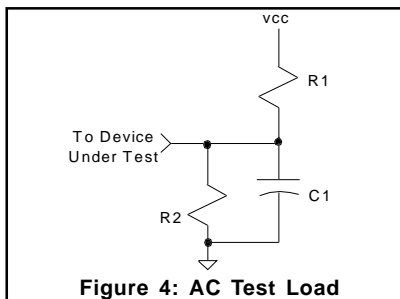 vcc
R1
To Device
Under Test
C1
R2
Figure 4: AC Test Load